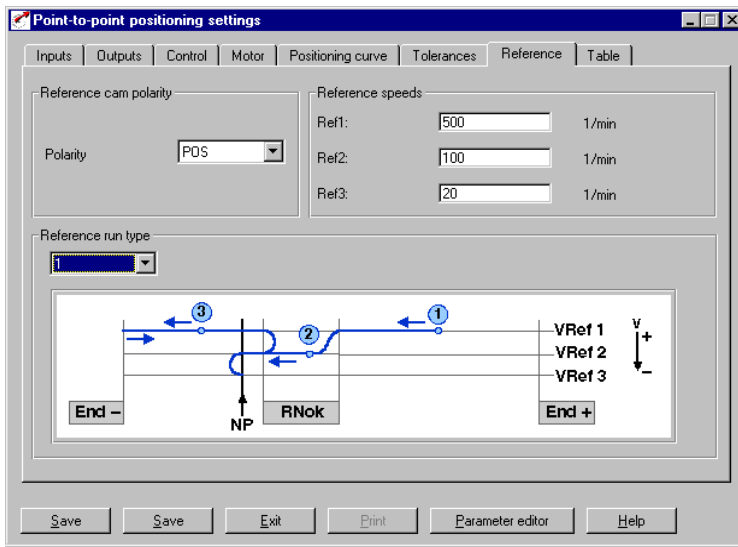 Point-to-point positioning settings
Inputs Outputs Control Motor Positioning curve Tolerances Reference Table
Reference cam polarity
Polarity POS
Reference speeds
Ref1: 500 1/min
Ref2: 100 1/min
Ref3: 20 1/min
Reference run type
1
3
2
1
VRef 1
VRef 2
VRef 3
v
+
−
End −
NP
RNok
End +
Save Save Exit Print Parameter editor Help